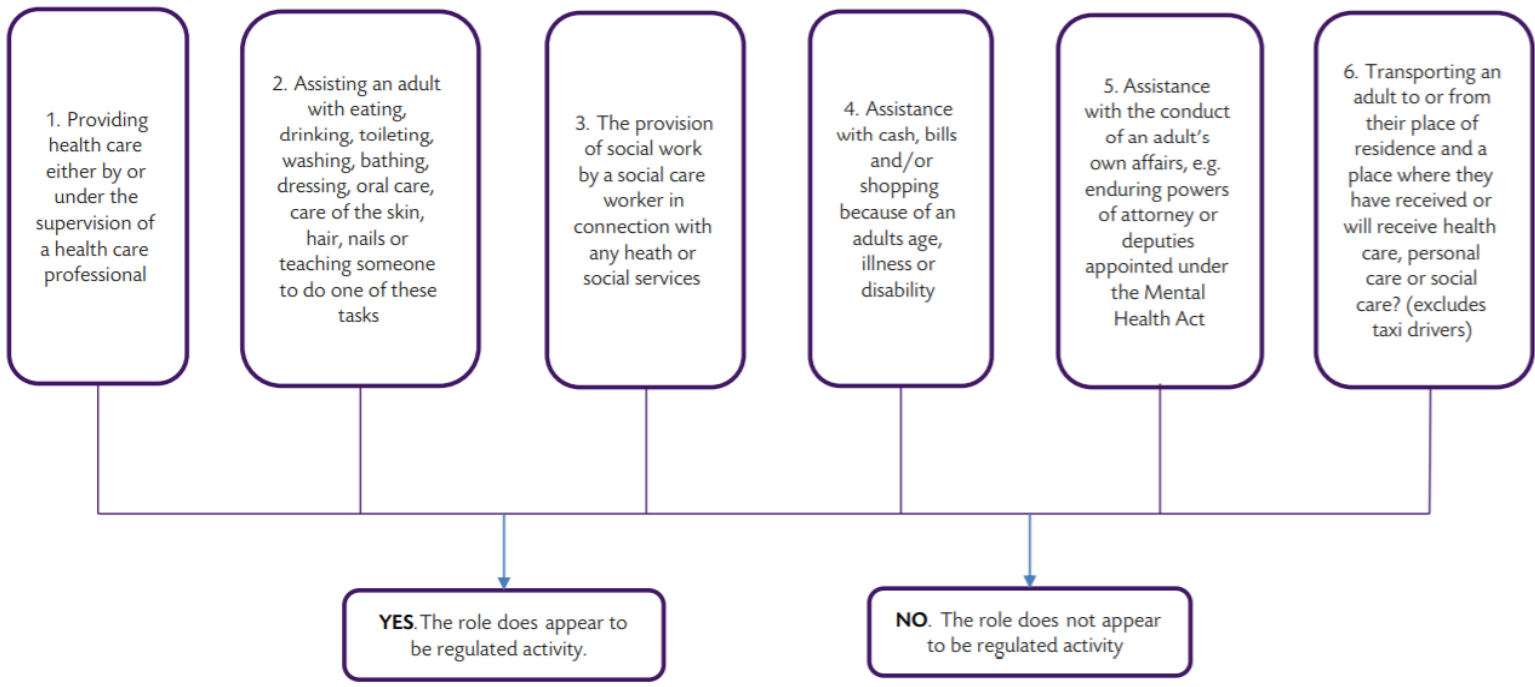 1. Providing
health care
either by or
under the
supervision of
a health care
professional
2. Assisting an adult
with eating,
drinking, toileting,
washing, bathing,
dressing, oral care,
care of the skin,
hair, nails or
teaching someone
to do one of these
tasks
3. The provision
of social work
by a social care
worker in
connection with
any heath or
social services
4. Assistance
with cash, bills
and/or
shopping
because of an
adults age,
illness or
disability
5. Assistance
with the conduct
of an adult’s
own affairs, e.g.
enduring powers
of attorney or
deputies
appointed under
the Mental
Health Act
6. Transporting an
adult to or from
their place of
residence and a
place where they
have received or
will receive health
care, personal
care or social
care? (excludes
taxi drivers)
YES. The role does appear to
be regulated activity.
NO. The role does not appear
to be regulated activity